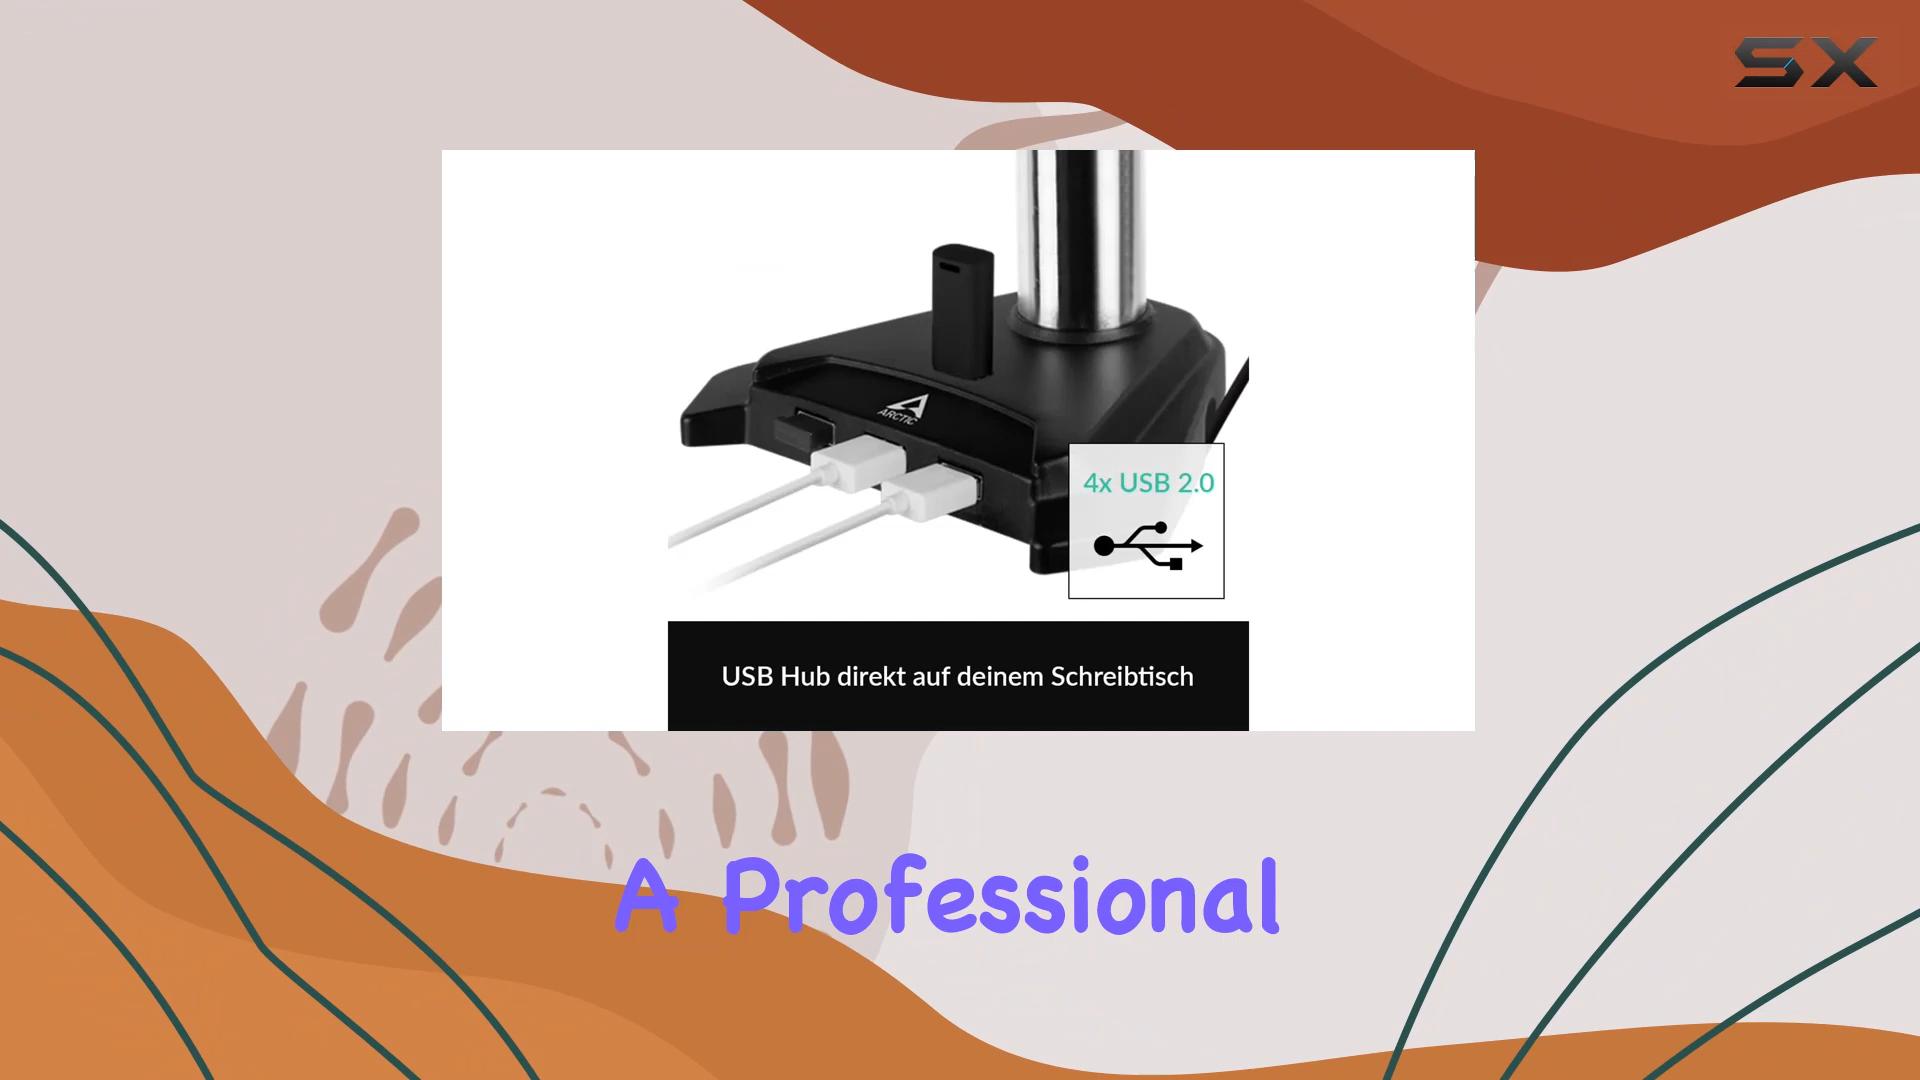 SX
ARCTIC
4x USB 2.0
USB Hub direkt auf deinem Schreibtisch
A Professional